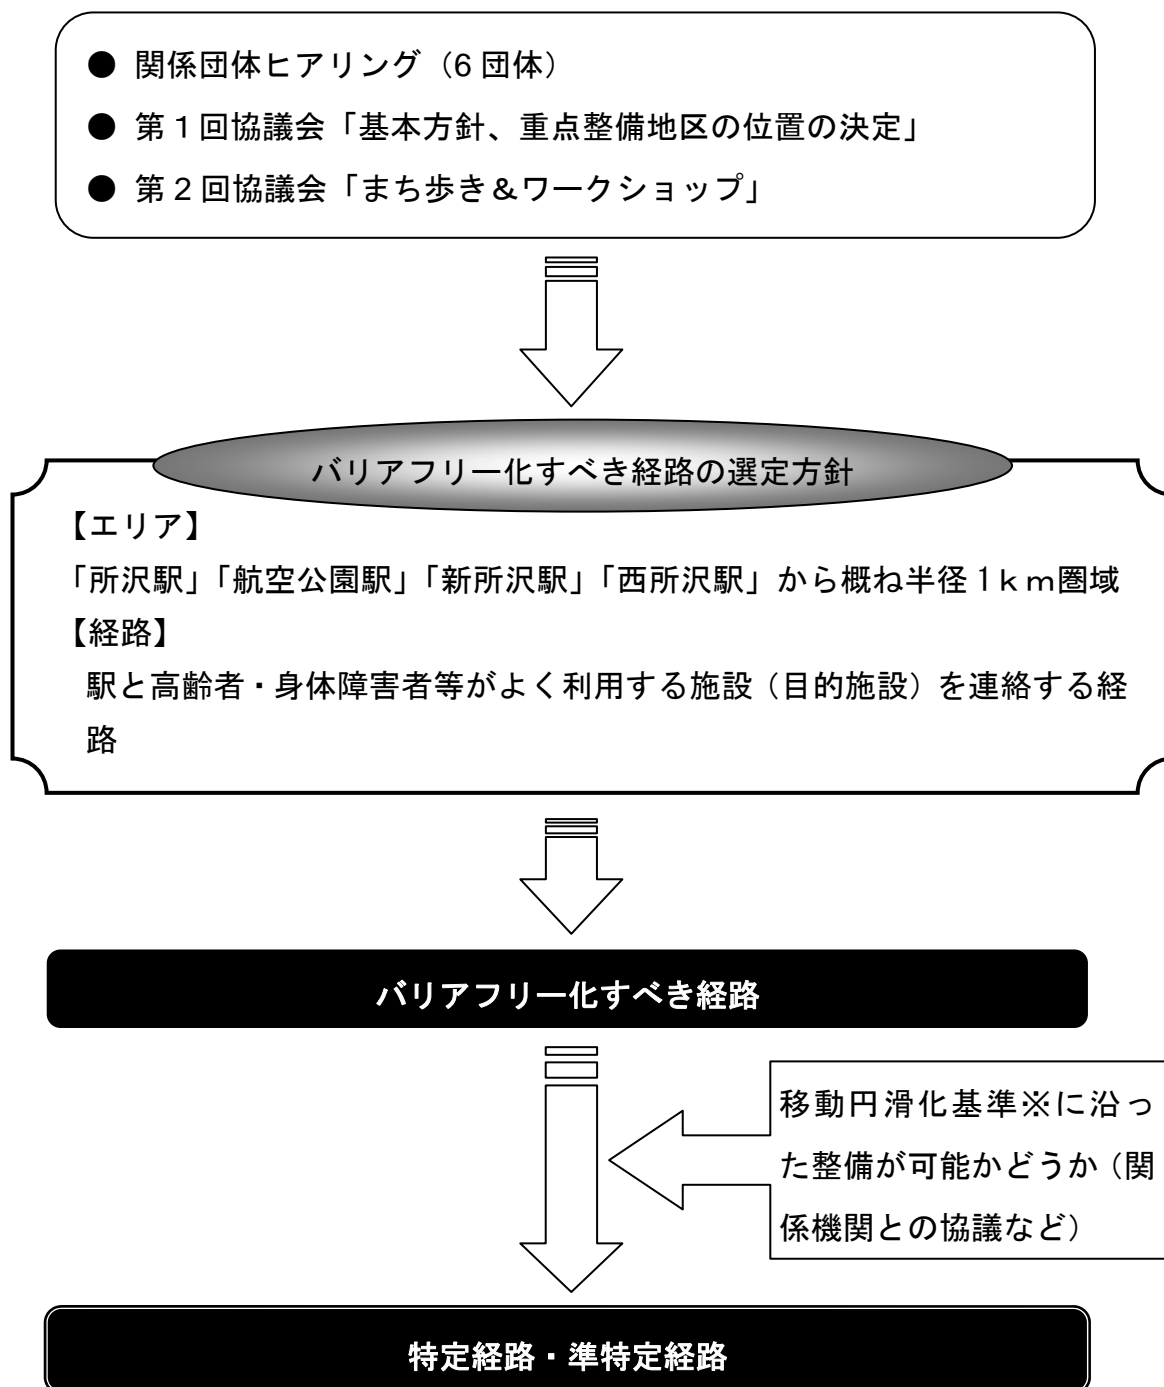 ● 関係団体ヒアリング（6 団体）
● 第１回協議会「基本方針、重点整備地区の位置の決定」
● 第２回協議会「まち歩き＆ワークショップ」
バリアフリー化すべき経路の選定方針
【エリア】
「所沢駅」「航空公園駅」「新所沢駅」「西所沢駅」から概ね半径 1ｋｍ圏域
【経路】
駅と高齢者・身体障害者等がよく利用する施設（目的施設）を連絡する経
路
バリアフリー化すべき経路
移動円滑化基準※に沿っ
た整備が可能かどうか（関
係機関との協議など）
特定経路・準特定経路